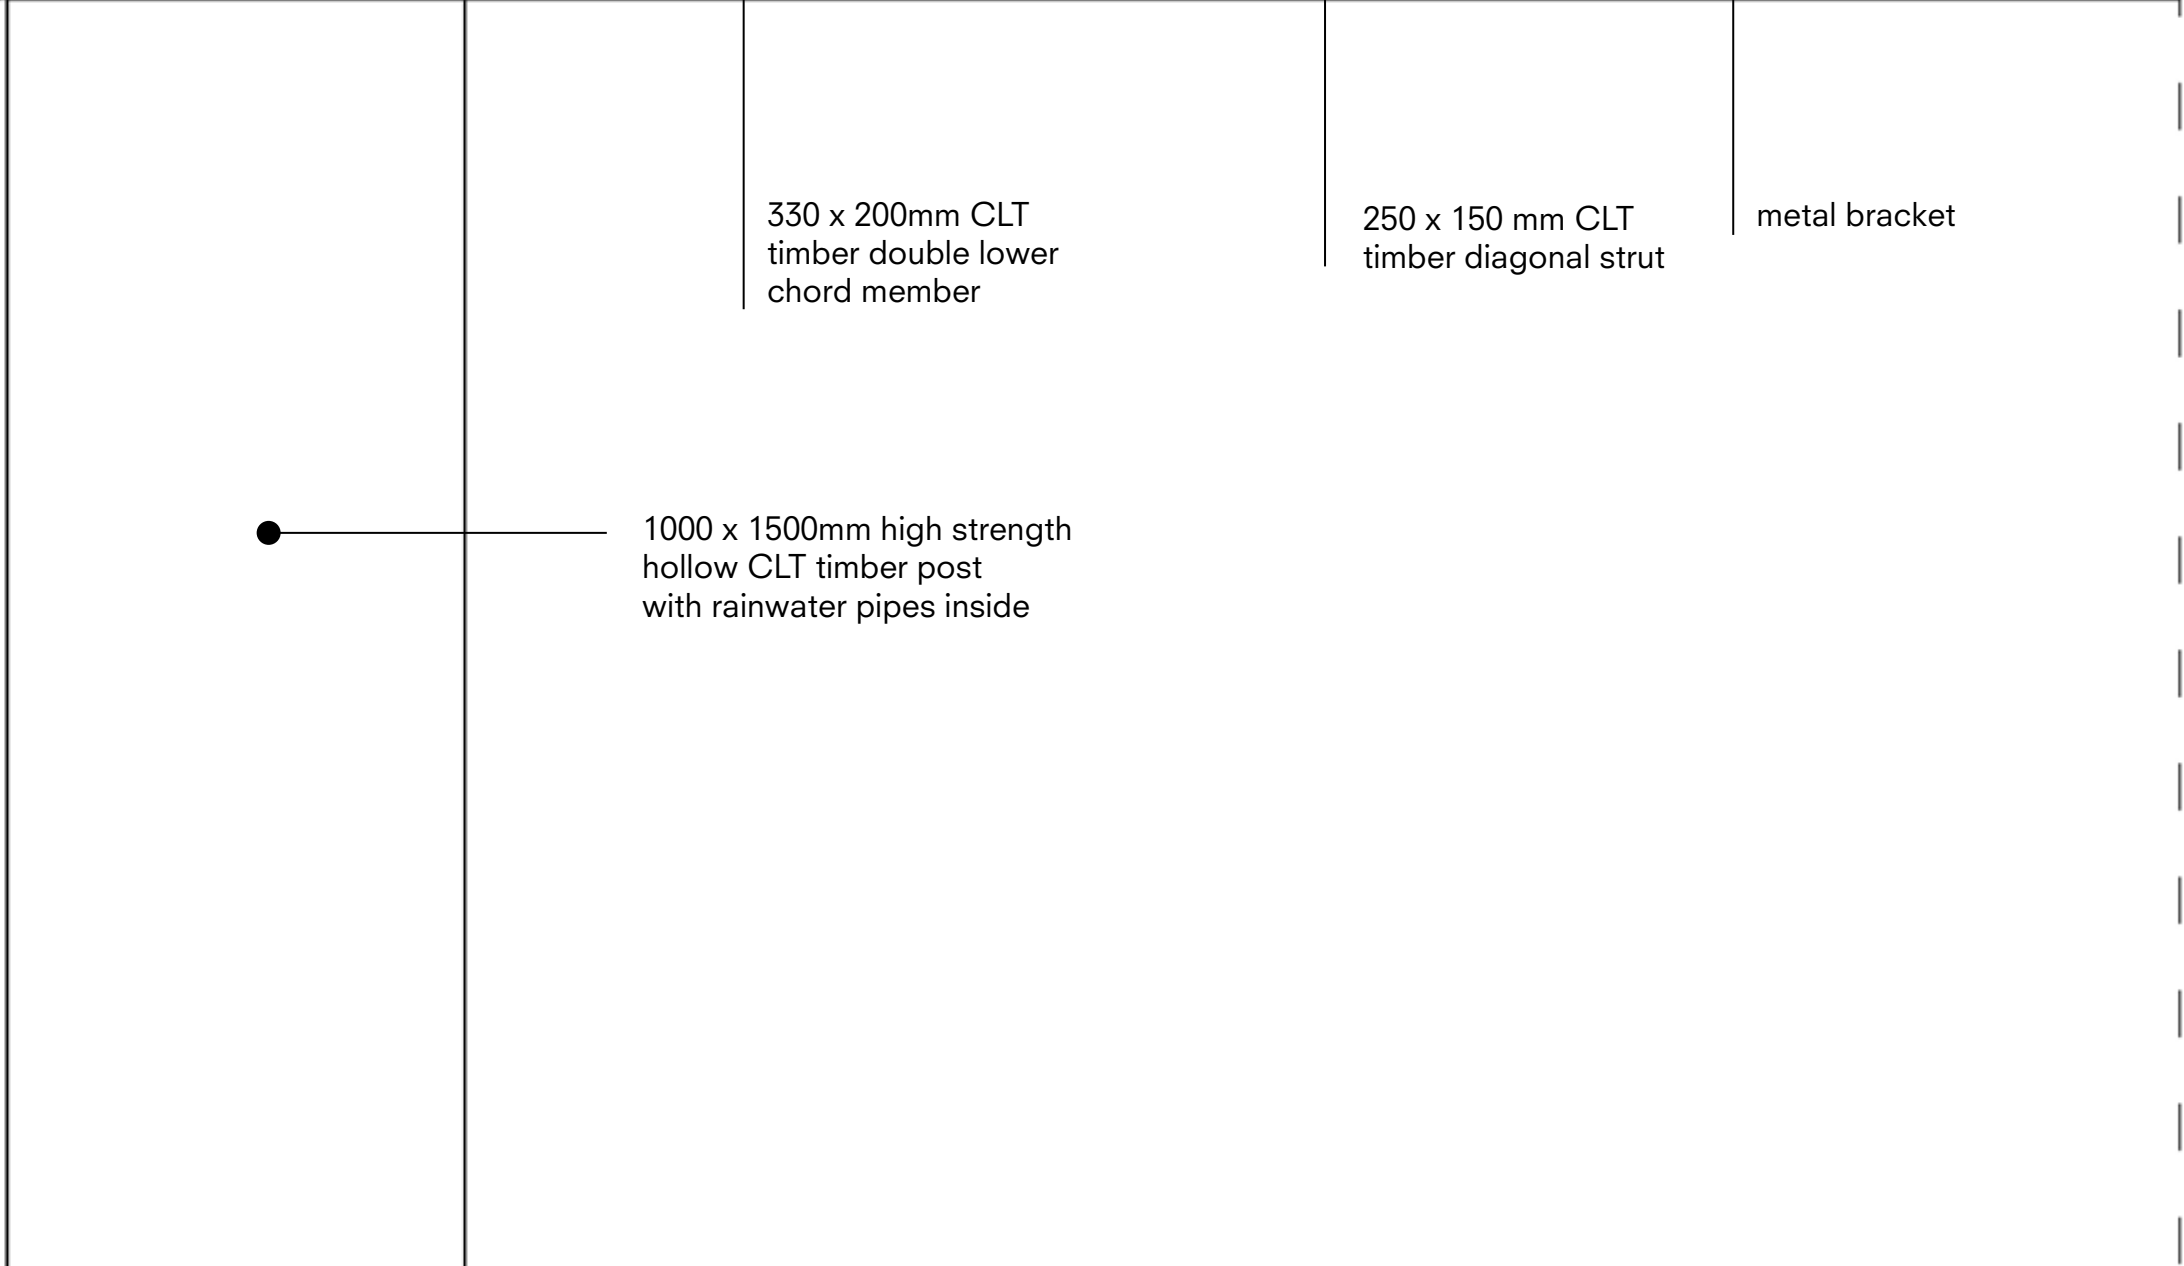 330 x 200mm CLT
timber double lower
chord member
250 x 150 mm CLT
timber diagonal strut
metal bracket
1000 x 1500mm high strength
hollow CLT timber post
with rainwater pipes inside